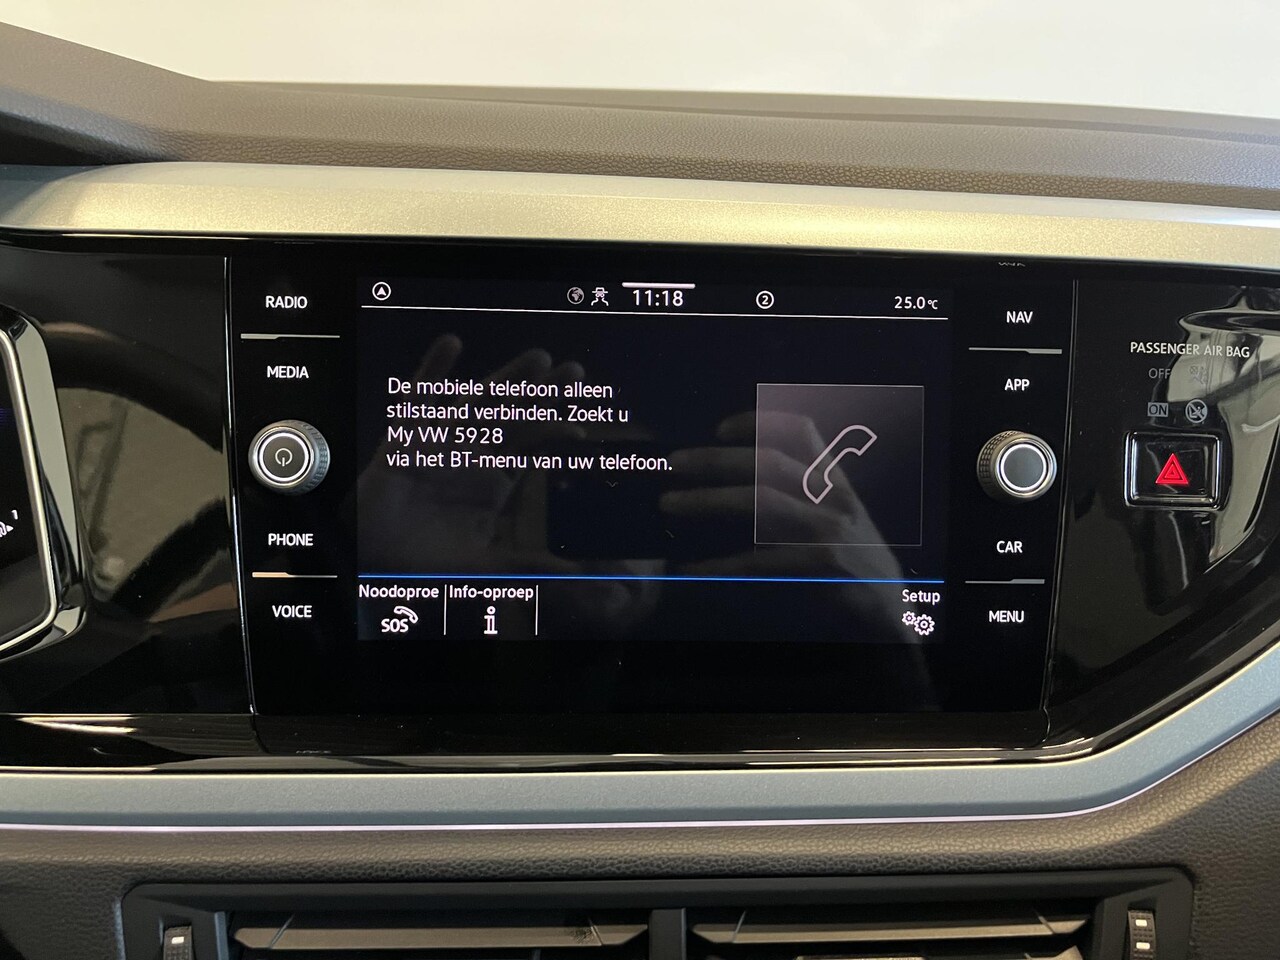 RADIO
MEDIA
PHONE
VOICE
11:18
2
25.0°C
De mobiele telefoon alleen
stilstaand verbinden. Zoekt u
My VW 5928
via het BT-menu van uw telefoon.
Noodoproe
SOS
Info-oproep
Setup
NAV
APP
CAR
MENU
PASSENGER AIR BAG
OFF
ON